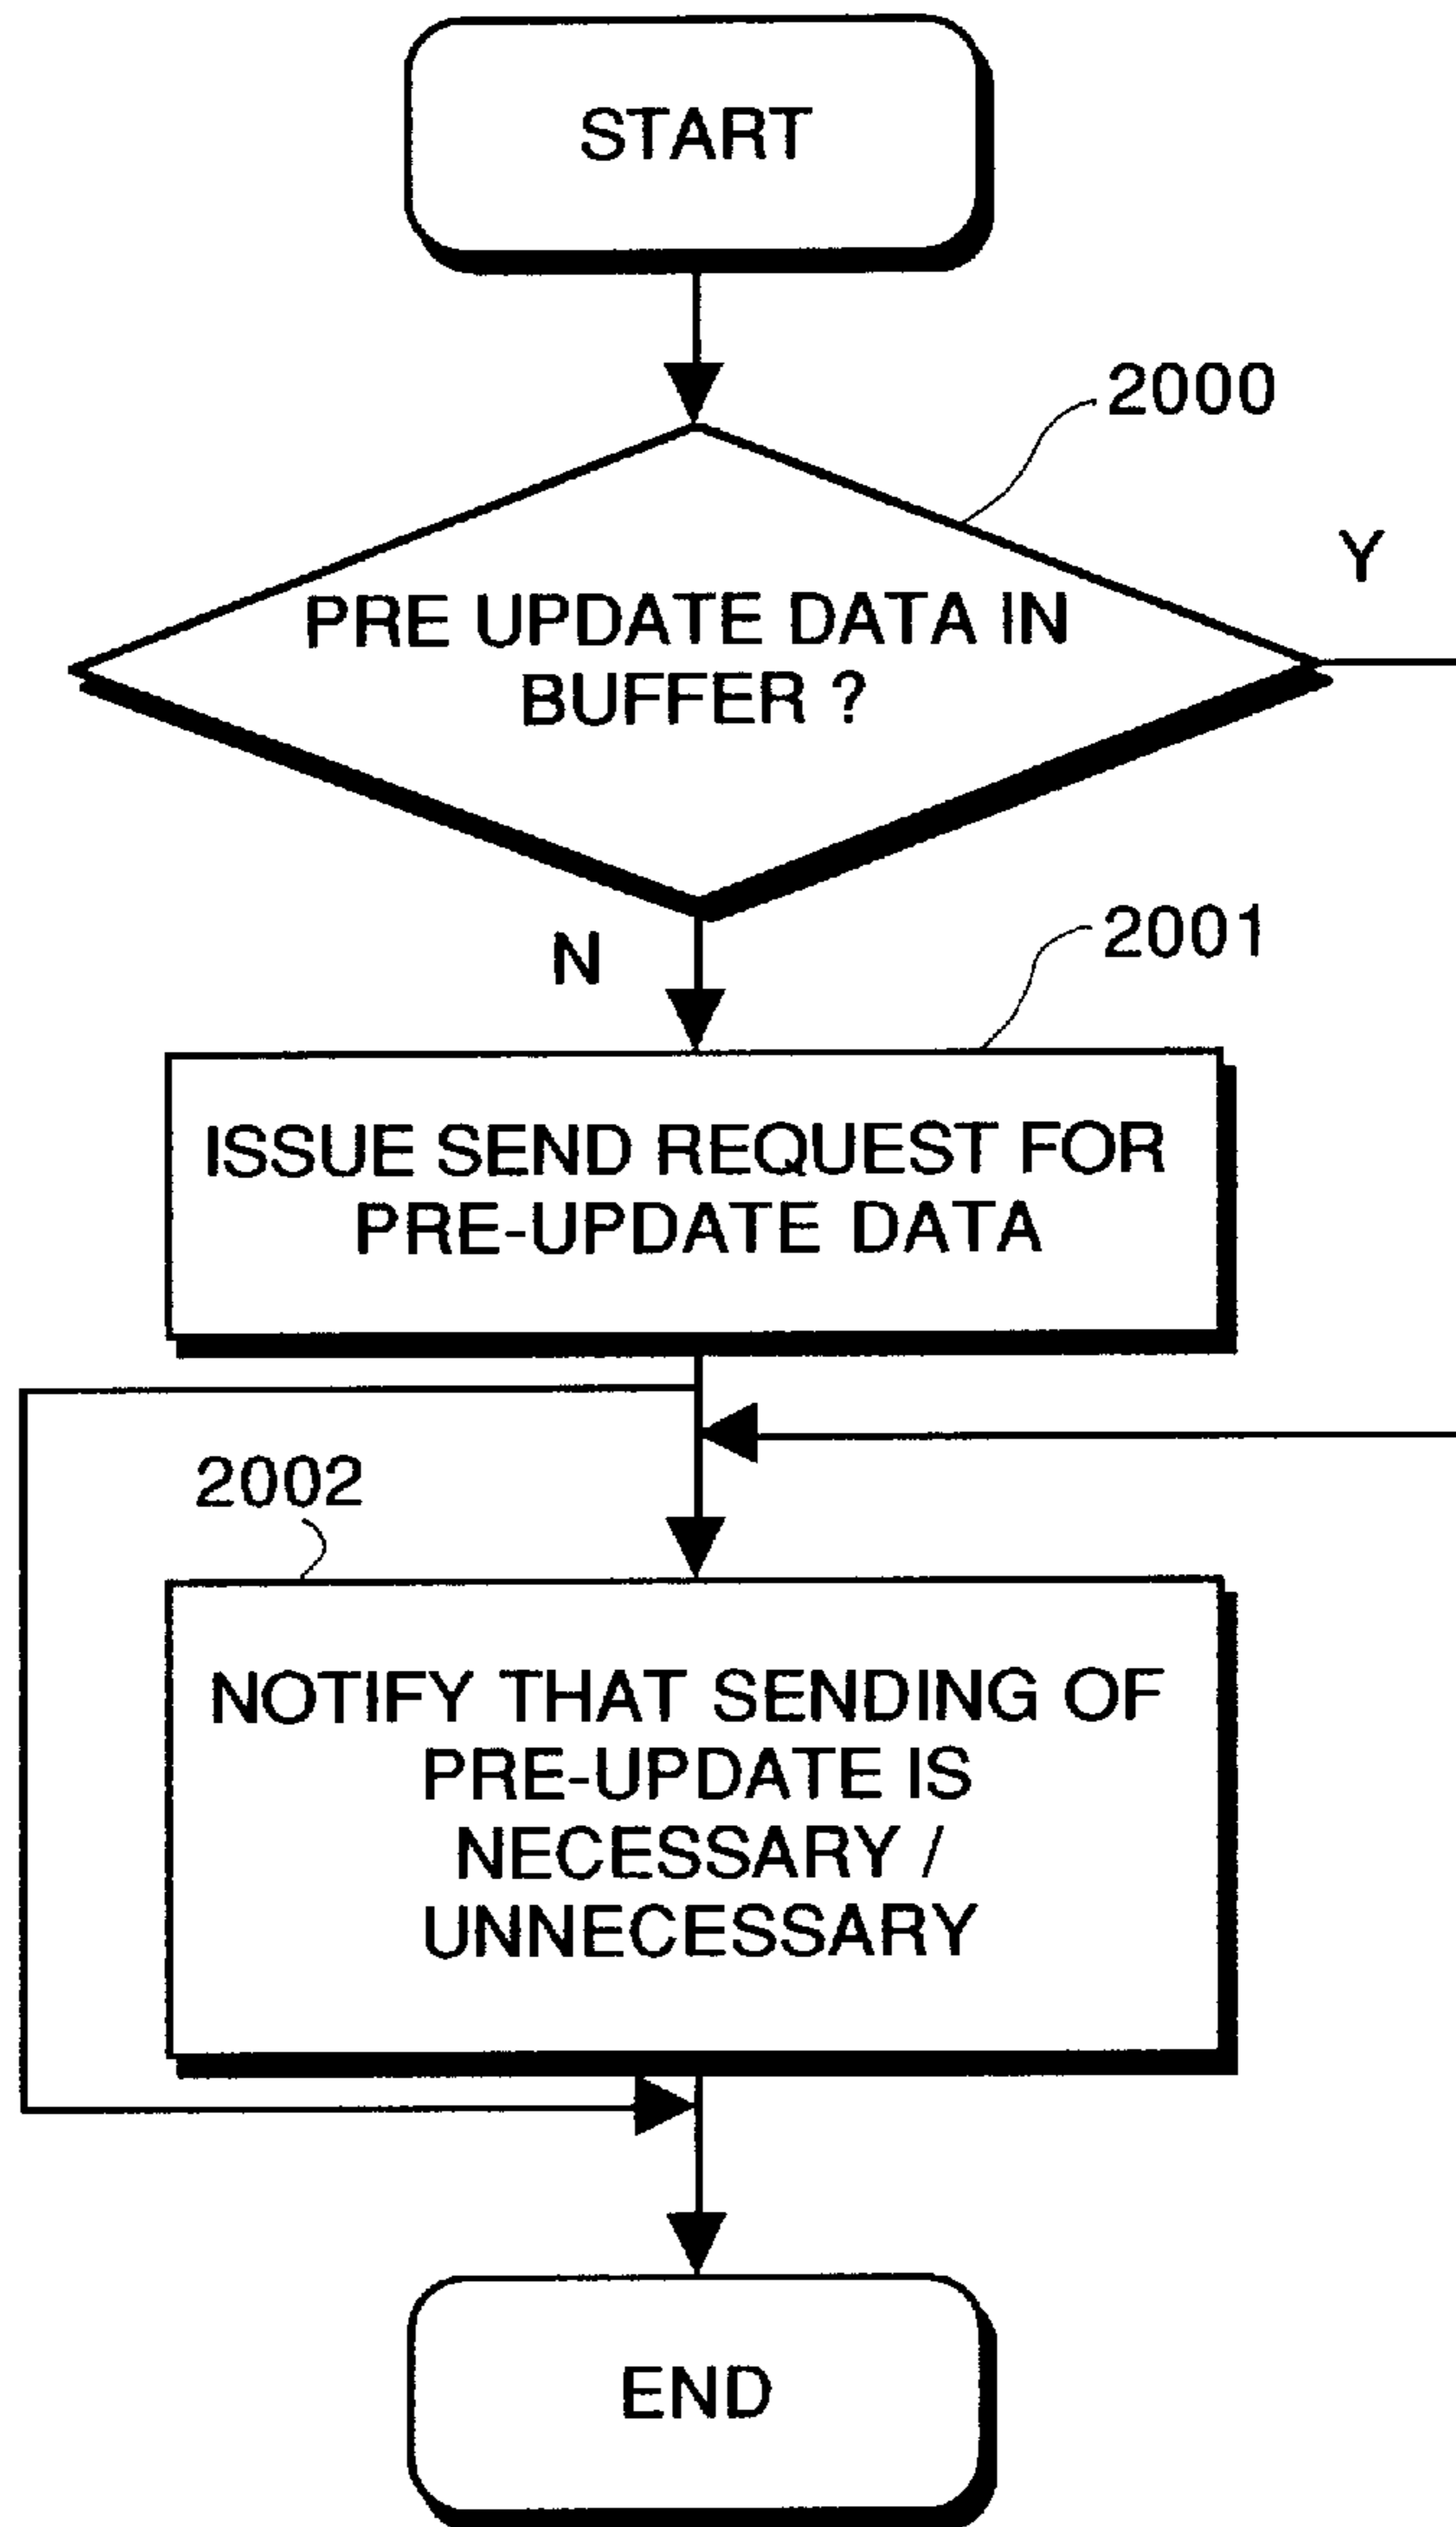 START
2000
Y
PRE UPDATE DATA IN
BUFFER ?
N
2001
ISSUE SEND REQUEST FOR
PRE-UPDATE DATA
2002
NOTIFY THAT SENDING OF
PRE-UPDATE IS
NECESSARY /
UNNECESSARY
END